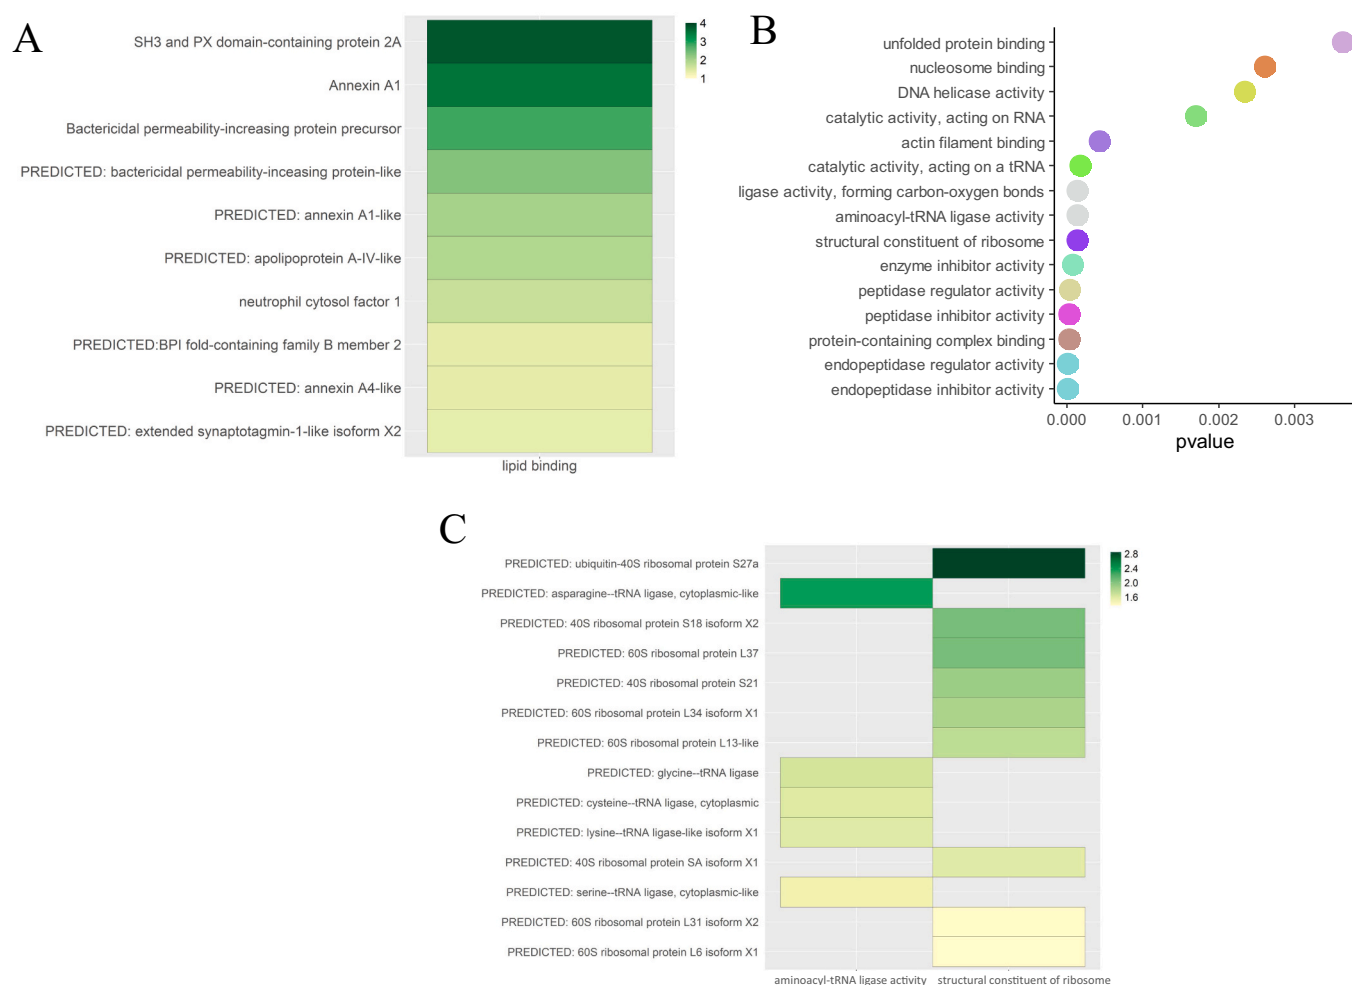 A
SH3 and PX domain-containing protein 2A
Annexin A1
Bactericidal permeability-increasing protein precursor
PREDICTED: bactericidal permeability-inceasing protein-like
PREDICTED: annexin A1-like
PREDICTED: apolipoprotein A-IV-like
neutrophil cytosol factor 1
PREDICTED:BPI fold-containing family B member 2
PREDICTED: annexin A4-like
PREDICTED: extended synaptotagmin-1-like isoform X2
lipid binding
4
3
2
1
B
unfolded protein binding
nucleosome binding
DNA helicase activity
catalytic activity, acting on RNA
actin filament binding
catalytic activity, acting on a tRNA
ligase activity, forming carbon-oxygen bonds
aminoacyl-tRNA ligase activity
structural constituent of ribosome
enzyme inhibitor activity
peptidase regulator activity
peptidase inhibitor activity
protein-containing complex binding
endopeptidase regulator activity
endopeptidase inhibitor activity
0.000 0.001 0.002 0.003
pvalue
C
PREDICTED: ubiquitin-40S ribosomal protein S27a
PREDICTED: asparagine--tRNA ligase, cytoplasmic-like
PREDICTED: 40S ribosomal protein S18 isoform X2
PREDICTED: 60S ribosomal protein L37
PREDICTED: 40S ribosomal protein S21
PREDICTED: 60S ribosomal protein L34 isoform X1
PREDICTED: 60S ribosomal protein L13-like
PREDICTED: glycine--tRNA ligase
PREDICTED: cysteine--tRNA ligase, cytoplasmic
PREDICTED: lysine--tRNA ligase-like isoform X1
PREDICTED: 40S ribosomal protein SA isoform X1
PREDICTED: serine--tRNA ligase, cytoplasmic-like
PREDICTED: 60S ribosomal protein L31 isoform X2
PREDICTED: 60S ribosomal protein L6 isoform X1
aminoacyl-tRNA ligase activity structural constituent of ribosome
2.8
2.4
2.0
1.6